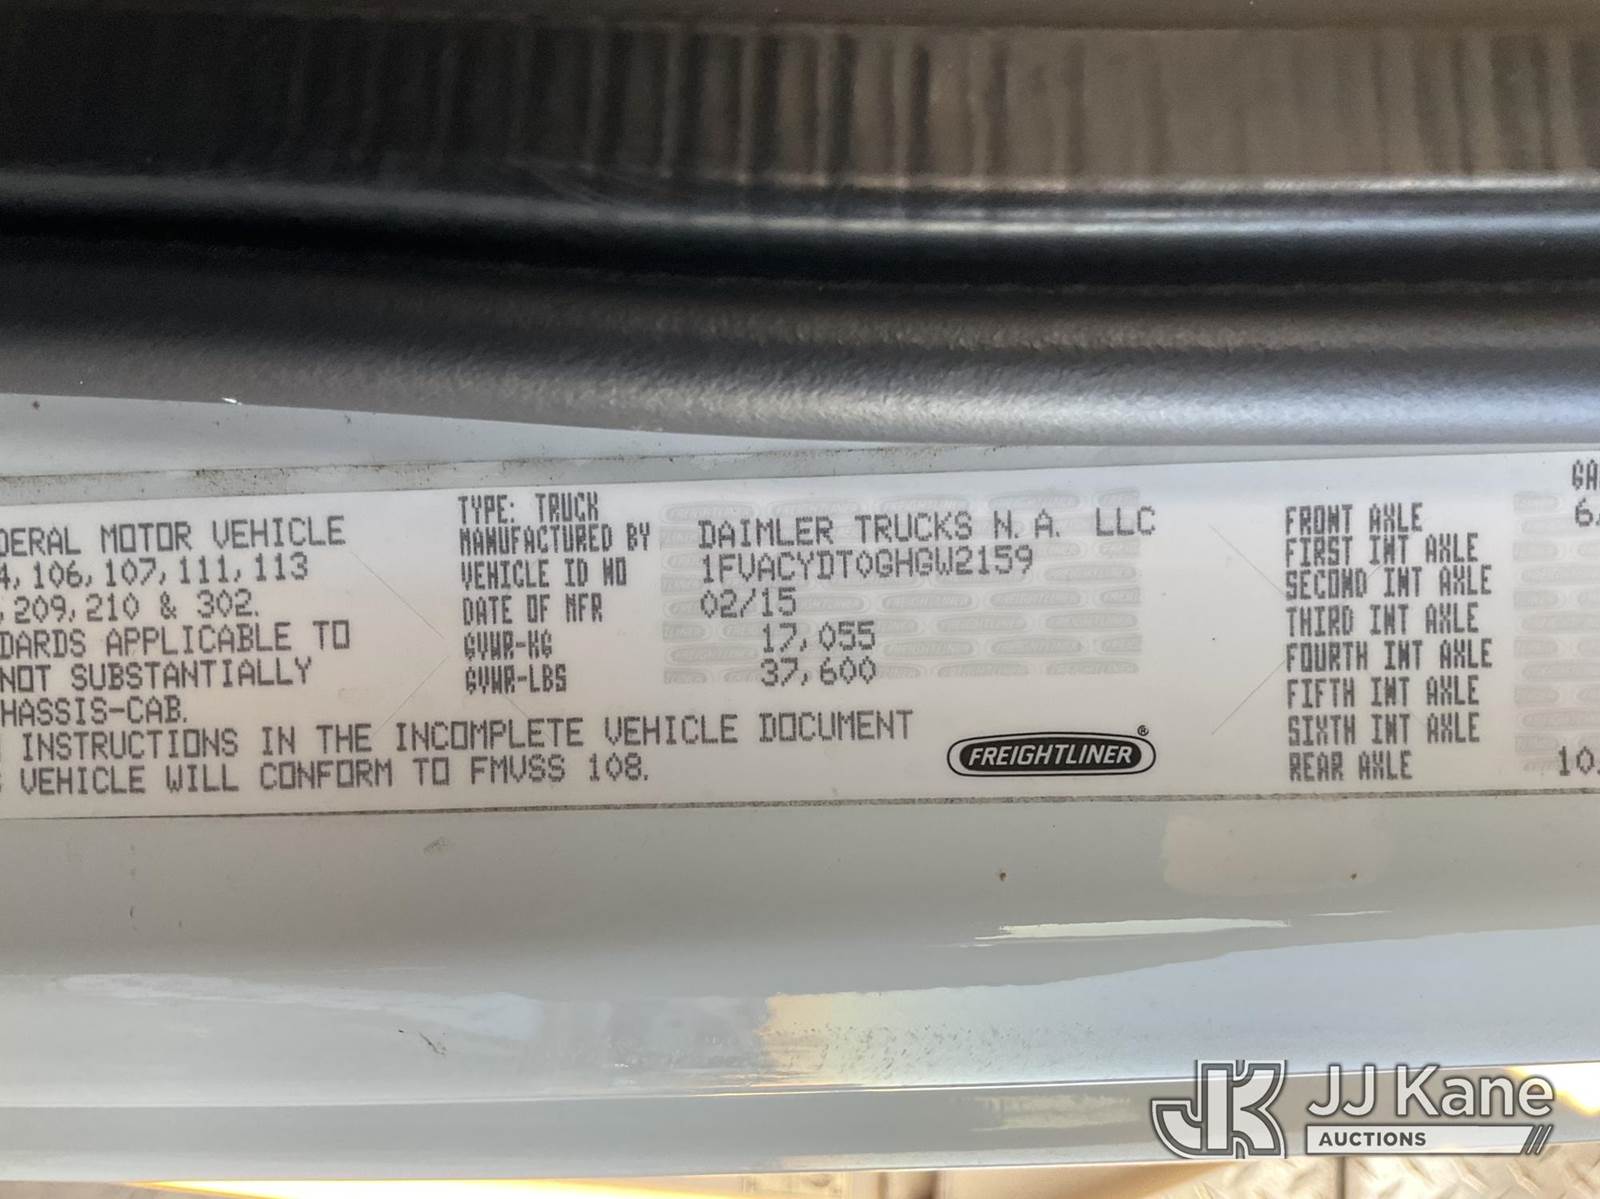 DERAL MOTOR VEHICLE
4, 106, 107, 111, 113
, 209, 210 & 302.
DARDS APPLICABLE TO
NOT SUBSTANTIALLY
HASSIS-CAB.
INSTRUCTIONS IN THE INCOMPLETE VEHICLE DOCUMENT
VEHICLE WILL CONFORM TO FMVSS 108.
TYPE: TRUCK
MANUFACTURED BY DAIMLER TRUCKS N.A. LLC
VEHICLE ID NO 1FVACYDT0GHGW2159
DATE OF MFR 02/15
GVWR-KG 17,055
GVWR-LBS 37,600
FREIGHTLINER®
GA
FRONT AXLE 6,
FIRST INT AXLE
SECOND INT AXLE
THIRD INT AXLE
FOURTH INT AXLE
FIFTH INT AXLE
SIXTH INT AXLE
REAR AXLE 10,
JK JJ Kane
AUCTIONS